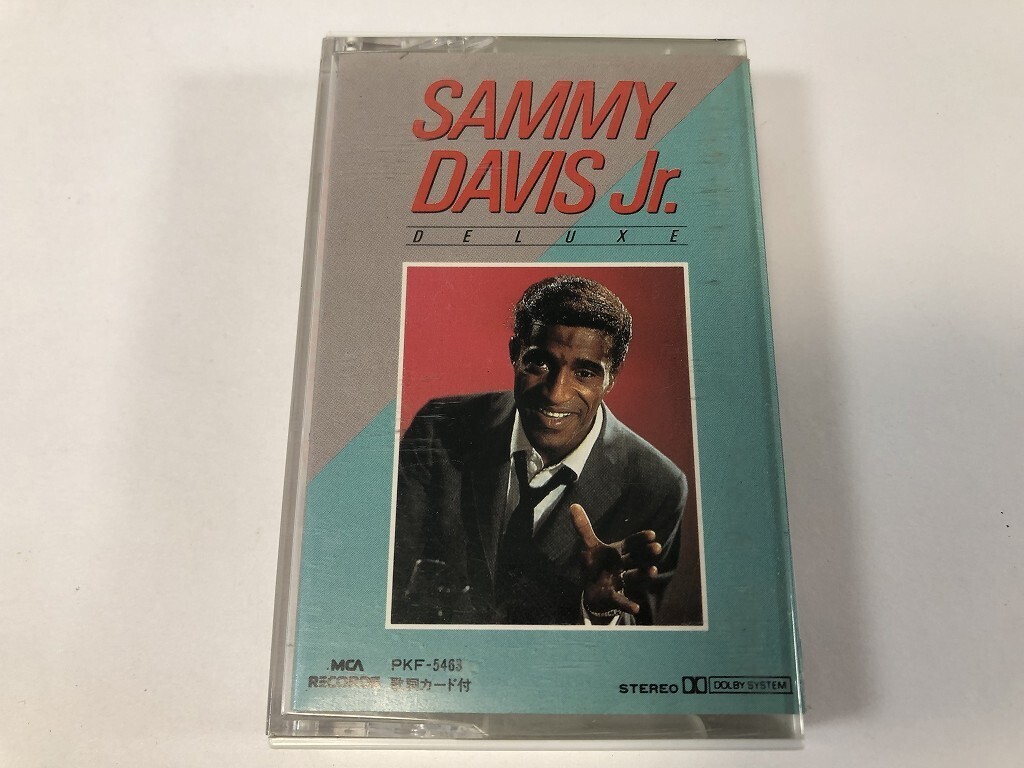 SAMMY
DAVIS Jr.
DELUXE
MCA PKF-5463
RECORDS 歌詞カード付
STEREO DOLBY SYSTEM